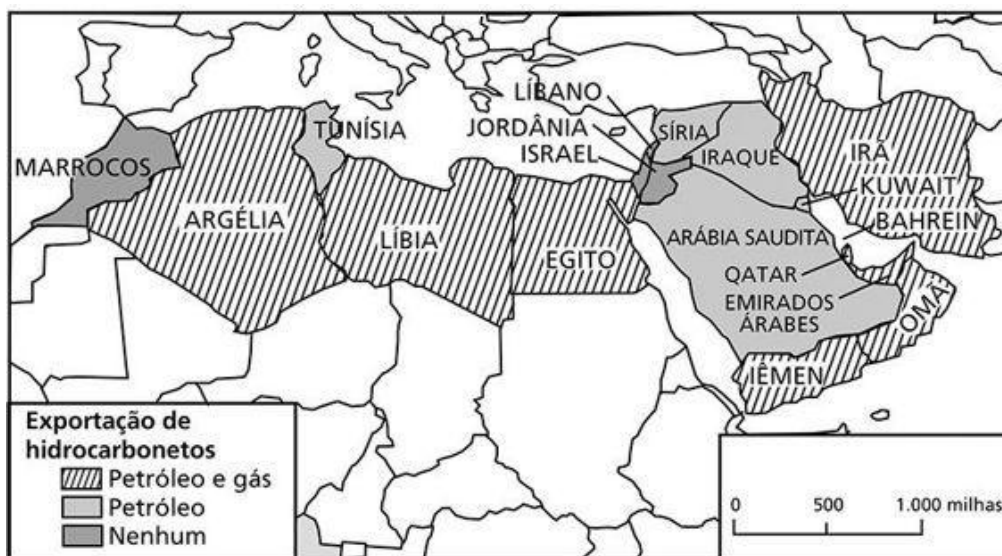 LÍBANO
JORDÂNIA
ISRAEL
TUNÍSIA
MARROCOS
SÍRIA
IRAQUE
IRÃ
KUWAIT
BAHREIN
ARGÉLIA
LÍBIA
EGITO
ARÁBIA SAUDITA
QATAR
EMIRADOS
ÁRABES
OMÃ
IÊMEN
Exportação de
hidrocarbonetos
Petróleo e gás
Petróleo
Nenhum
0 500 1.000 milhas